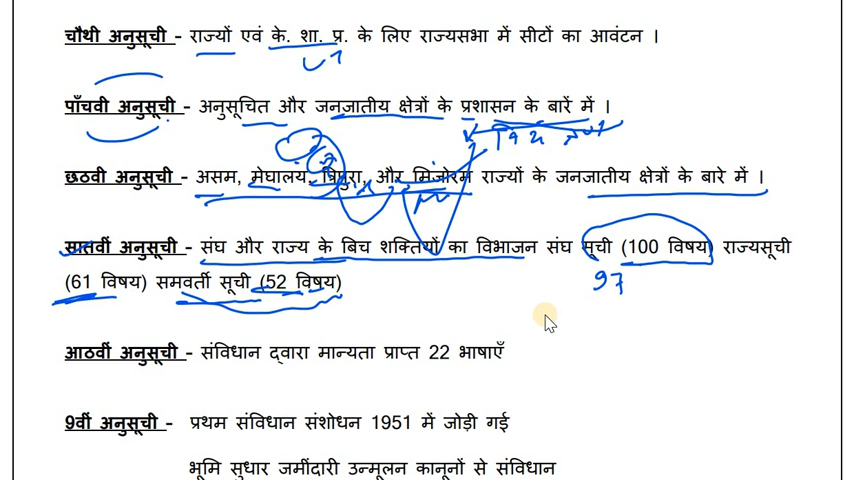 चौथी अनुसूची - राज्यों एवं के. शा. प्र. के लिए राज्यसभा में सीटों का आवंटन ।
पाँचवी अनुसूची - अनुसूचित और जनजातीय क्षेत्रों के प्रशासन के बारें में ।
छठवी अनुसूची - असम, मेघालय, त्रिपुरा, और मिजोरम राज्यों के जनजातीय क्षेत्रों के बारे में ।
सातवीं अनुसूची - संघ और राज्य के बिच शक्तियों का विभाजन संघ सूची (100 विषय) राज्यसूची
(61 विषय) समवर्ती सूची (52 विषय)
97
आठवीं अनुसूची - संविधान द्वारा मान्यता प्राप्त 22 भाषाएँ
9वीं अनुसूची - प्रथम संविधान संशोधन 1951 में जोड़ी गई
भूमि सुधार जमींदारी उन्मूलन कानूनों से संविधान